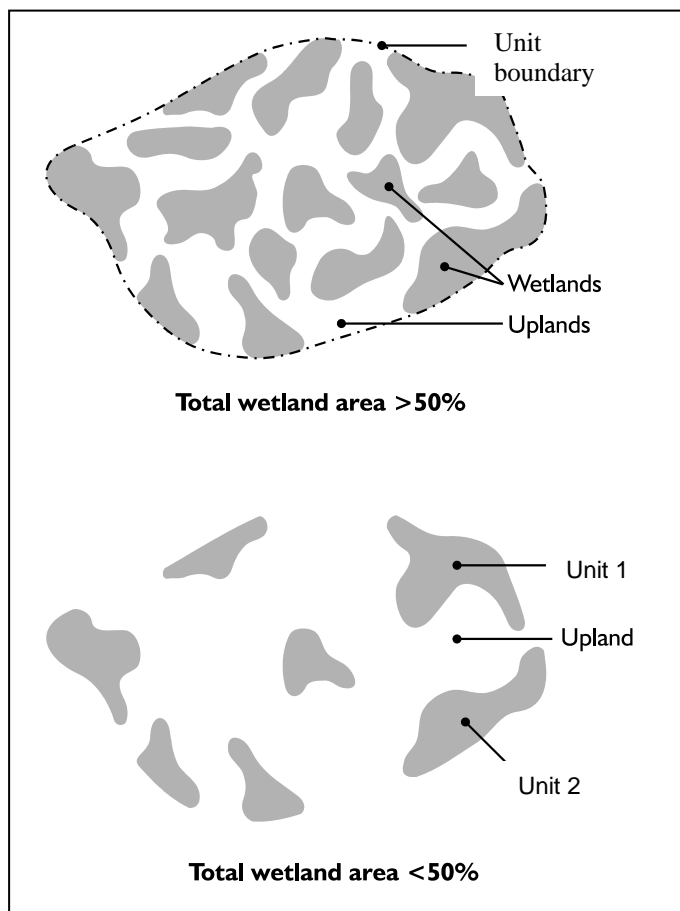 Unit
boundary
Wetlands
Uplands
Total wetland area >50%
Unit 1
Upland
Unit 2
Total wetland area <50%